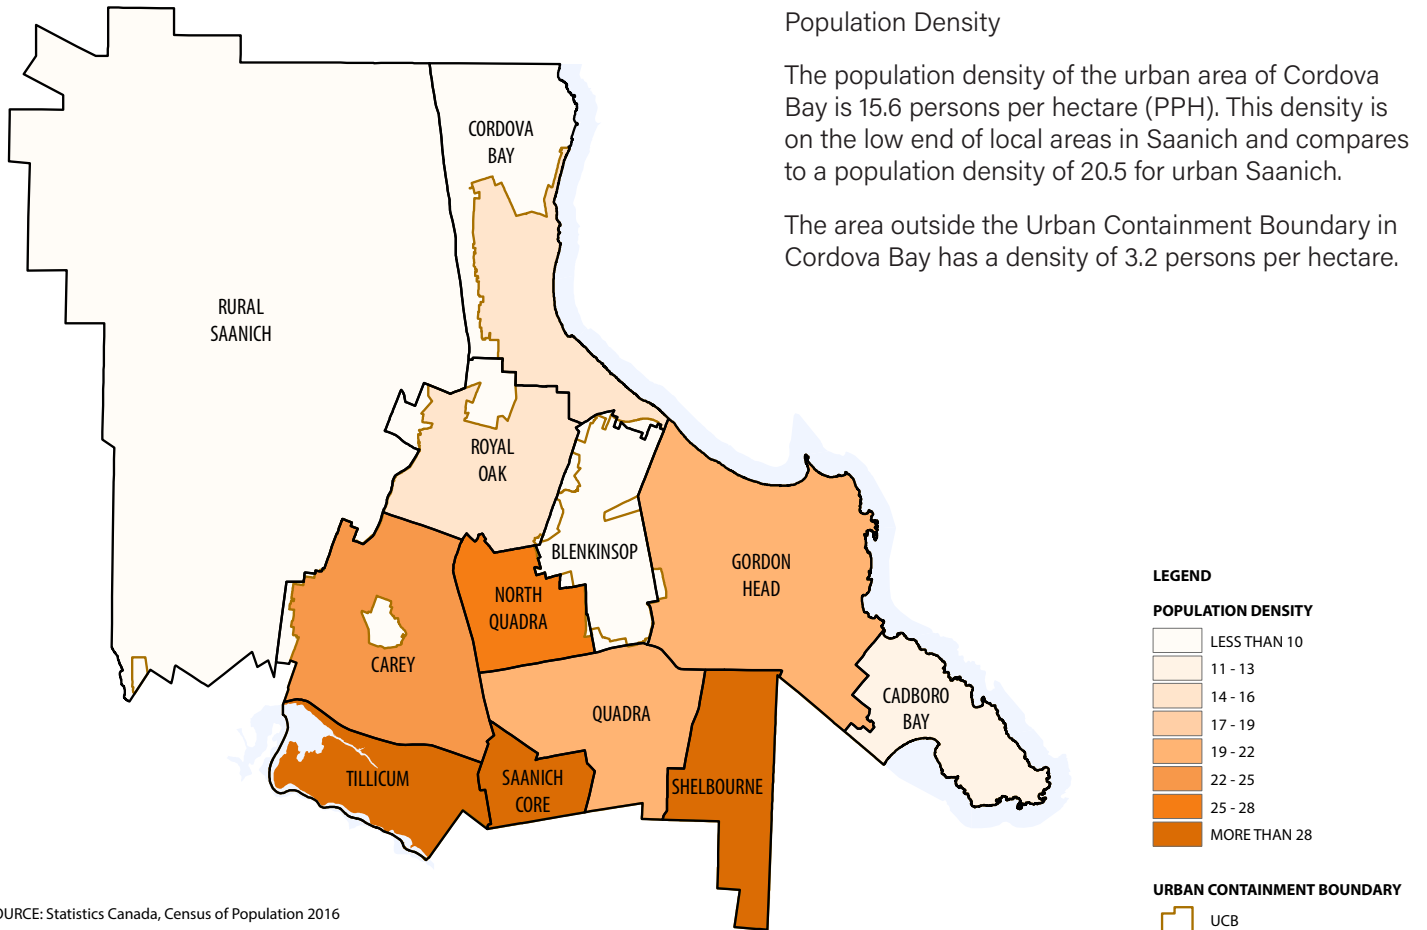 Population Density
The population density of the urban area of Cordova
Bay is 15.6 persons per hectare (PPH). This density is
on the low end of local areas in Saanich and compares
to a population density of 20.5 for urban Saanich.
The area outside the Urban Containment Boundary in
Cordova Bay has a density of 3.2 persons per hectare.
CORDOVA
BAY
RURAL
SAANICH
ROYAL
OAK
BLENKINSOP
GORDON
HEAD
NORTH
QUADRA
CAREY
CADBORO
BAY
QUADRA
TILLICUM
SAANICH
CORE
SHELBOURNE
LEGEND
POPULATION DENSITY
LESS THAN 10
11 - 13
14 - 16
17 - 19
19 - 22
22 - 25
25 - 28
MORE THAN 28
URBAN CONTAINMENT BOUNDARY
UCB
OURCE: Statistics Canada, Census of Population 2016